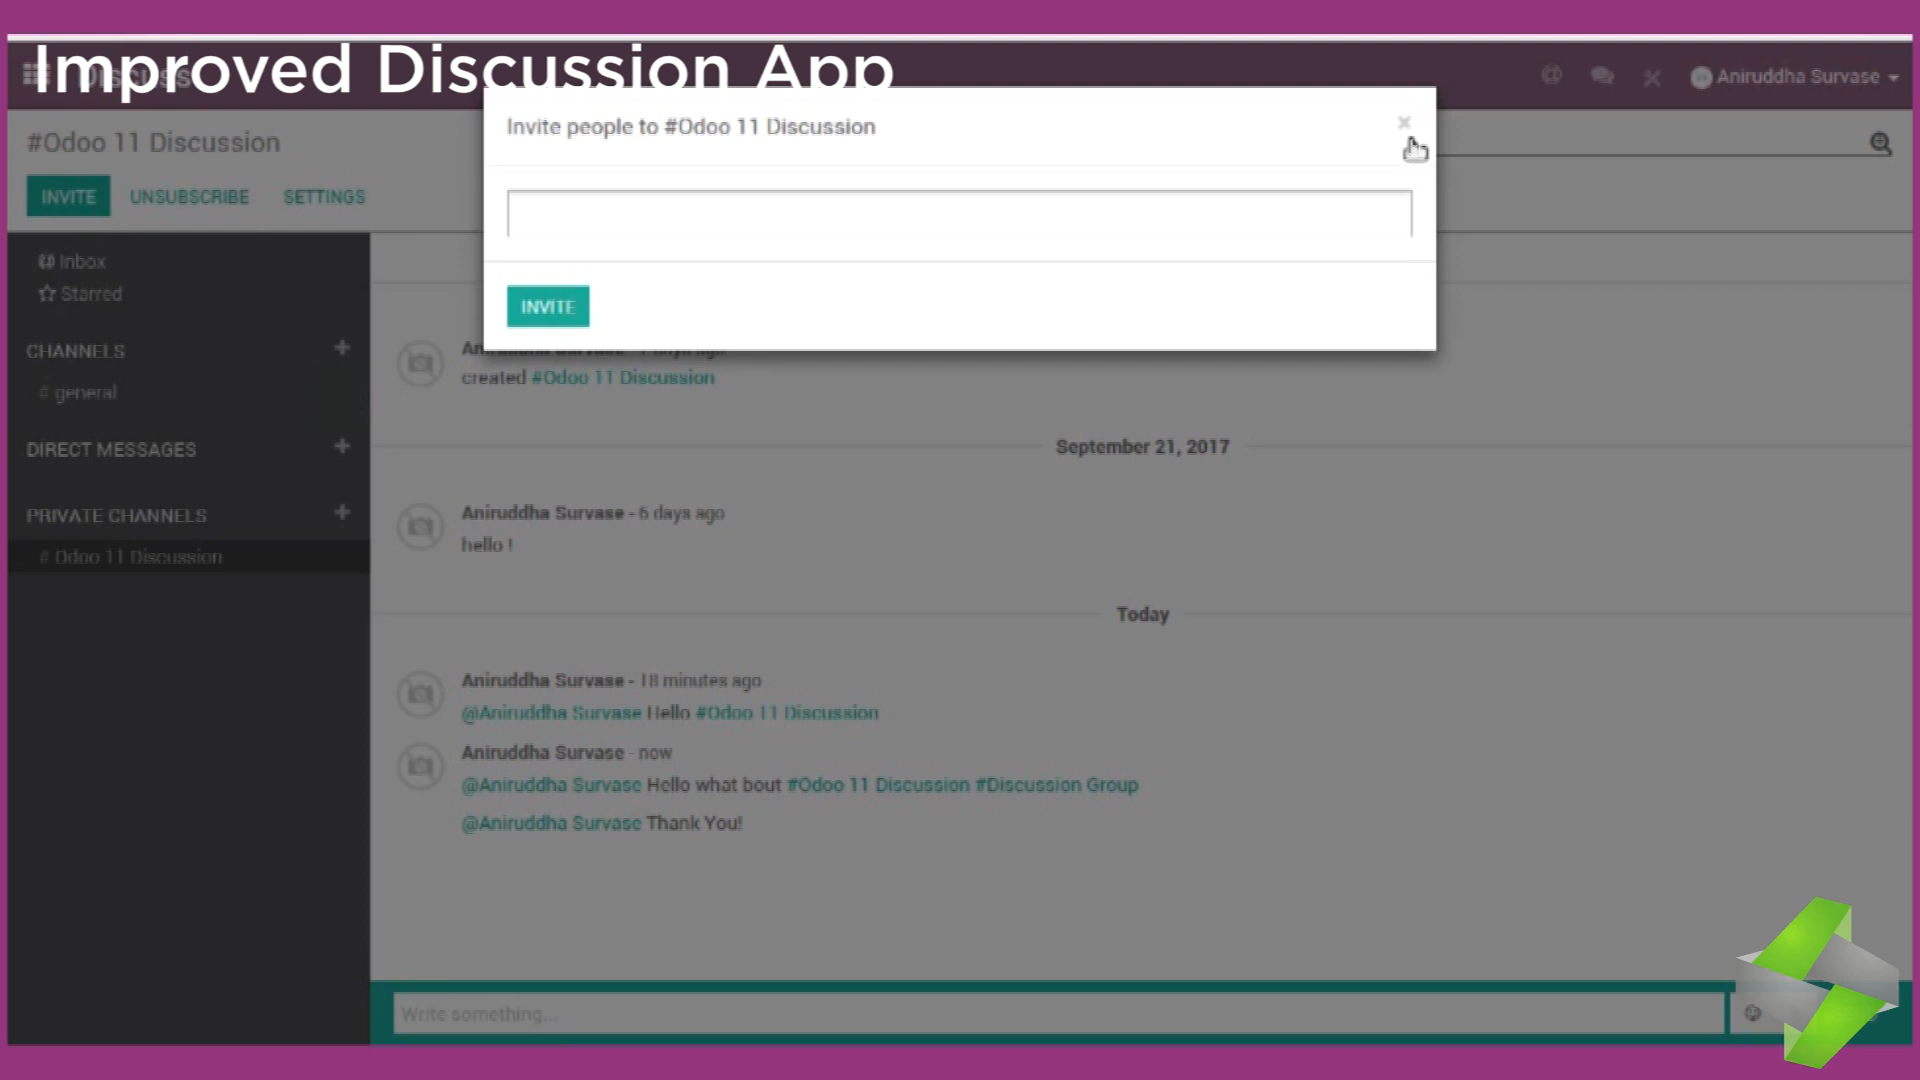 Improved Discussion App
Discuss
Aniruddha Survase
#Odoo 11 Discussion
INVITE UNSUBSCRIBE SETTINGS
Invite people to #Odoo 11 Discussion
×
INVITE
Inbox
Starred
CHANNELS +
# general
DIRECT MESSAGES +
PRIVATE CHANNELS +
# Odoo 11 Discussion
created #Odoo 11 Discussion
September 21, 2017
Aniruddha Survase - 6 days ago
hello !
Today
Aniruddha Survase - 18 minutes ago
@Aniruddha Survase Hello #Odoo 11 Discussion
Aniruddha Survase - now
@Aniruddha Survase Hello what bout #Odoo 11 Discussion #Discussion Group
@Aniruddha Survase Thank You!
Write something...